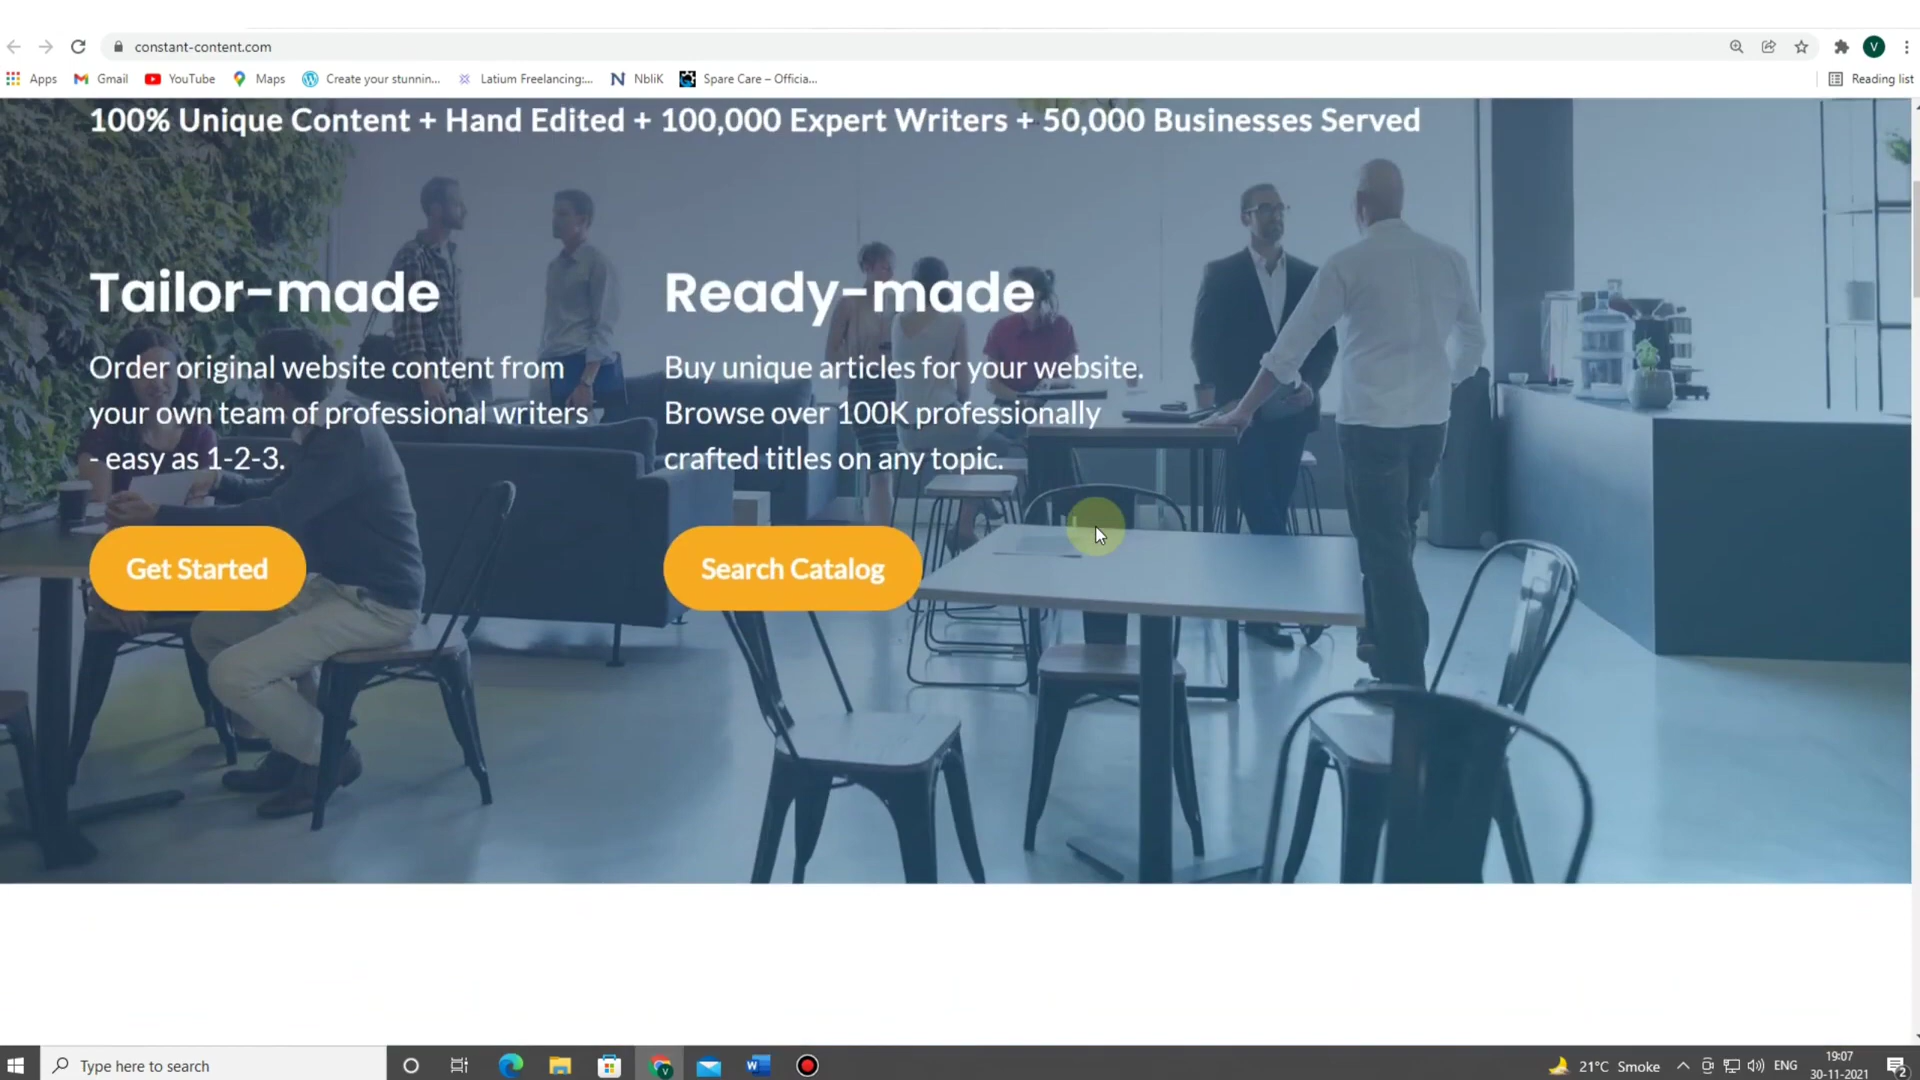 constant-content.com
V
Apps
Gmail
YouTube
Maps
Create your stunnin...
Latium Freelancing:...
NbliK
Spare Care – Officia...
Reading list
100% Unique Content + Hand Edited + 100,000 Expert Writers + 50,000 Businesses Served
Tailor-made
Order original website content from
your own team of professional writers
- easy as 1-2-3.
Get Started
Ready-made
Buy unique articles for your website.
Browse over 100K professionally
crafted titles on any topic.
Search Catalog
Type here to search
21°C Smoke
ENG
19:07
30-11-2021
2